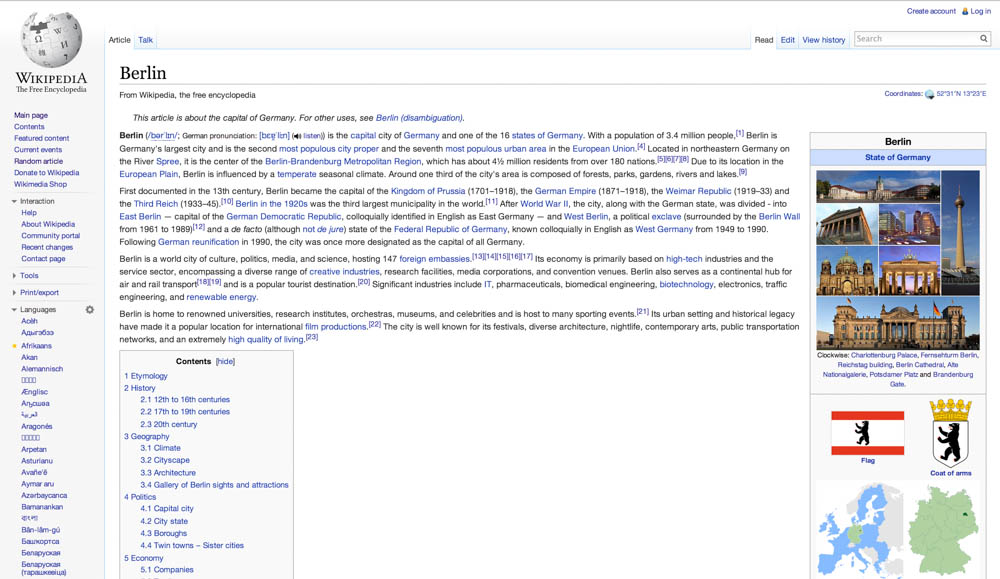 Create account Log in
WIKIPEDIA
The Free Encyclopedia
Article Talk
Read Edit View history Search
Main page
Contents
Featured content
Current events
Random article
Donate to Wikipedia
Wikimedia Shop
Interaction
Help
About Wikipedia
Community portal
Recent changes
Contact page
Tools
Print/export
Languages
Acèh
Адыгэбзэ
Afrikaans
Akan
Alemannisch
Ænglisc
Аҧсшәа
العربية
Aragonés
Arpetan
Asturianu
Avañe'ẽ
Aymar aru
Azərbaycanca
Bamanankan
বাংলা
Bân-lâm-gú
Башҡортса
Беларуская
Беларуская
(тарашкевіца)
Berlin
From Wikipedia, the free encyclopedia
Coordinates: 52°31′N 13°23′E
This article is about the capital of Germany. For other uses, see Berlin (disambiguation).
Berlin (/bərˈlɪn/; German pronunciation: [bɛɐ̯ˈliːn] ( listen)) is the capital city of Germany and one of the 16 states of Germany. With a population of 3.4 million people,[1] Berlin is
Germany's largest city and is the second most populous city proper and the seventh most populous urban area in the European Union.[4] Located in northeastern Germany on
the River Spree, it is the center of the Berlin-Brandenburg Metropolitan Region, which has about 4½ million residents from over 180 nations.[5][6][7][8] Due to its location in the
European Plain, Berlin is influenced by a temperate seasonal climate. Around one third of the city's area is composed of forests, parks, gardens, rivers and lakes.[9]
First documented in the 13th century, Berlin became the capital of the Kingdom of Prussia (1701–1918), the German Empire (1871–1918), the Weimar Republic (1919–33) and
the Third Reich (1933–45).[10] Berlin in the 1920s was the third largest municipality in the world.[11] After World War II, the city, along with the German state, was divided - into
East Berlin — capital of the German Democratic Republic, colloquially identified in English as East Germany — and West Berlin, a political exclave (surrounded by the Berlin Wall
from 1961 to 1989)[12] and a de facto (although not de jure) state of the Federal Republic of Germany, known colloquially in English as West Germany from 1949 to 1990.
Following German reunification in 1990, the city was once more designated as the capital of all Germany.
Berlin is a world city of culture, politics, media, and science, hosting 147 foreign embassies.[13][14][15][16][17] Its economy is primarily based on high-tech industries and the
service sector, encompassing a diverse range of creative industries, research facilities, media corporations, and convention venues. Berlin also serves as a continental hub for
air and rail transport[18][19] and is a popular tourist destination.[20] Significant industries include IT, pharmaceuticals, biomedical engineering, biotechnology, electronics, traffic
engineering, and renewable energy.
Berlin is home to renowned universities, research institutes, orchestras, museums, and celebrities and is host to many sporting events.[21] Its urban setting and historical legacy
have made it a popular location for international film productions.[22] The city is well known for its festivals, diverse architecture, nightlife, contemporary arts, public transportation
networks, and an extremely high quality of living.[23]
Contents [hide]
1 Etymology
2 History
2.1 12th to 16th centuries
2.2 17th to 19th centuries
2.3 20th century
3 Geography
3.1 Climate
3.2 Cityscape
3.3 Architecture
3.4 Gallery of Berlin sights and attractions
4 Politics
4.1 Capital city
4.2 City state
4.3 Boroughs
4.4 Twin towns – Sister cities
5 Economy
5.1 Companies
Berlin
State of Germany
Clockwise: Charlottenburg Palace, Fernsehturm Berlin,
Reichstag building, Berlin Cathedral, Alte
Nationalgalerie, Potsdamer Platz and Brandenburg
Gate.
Flag
Coat of arms